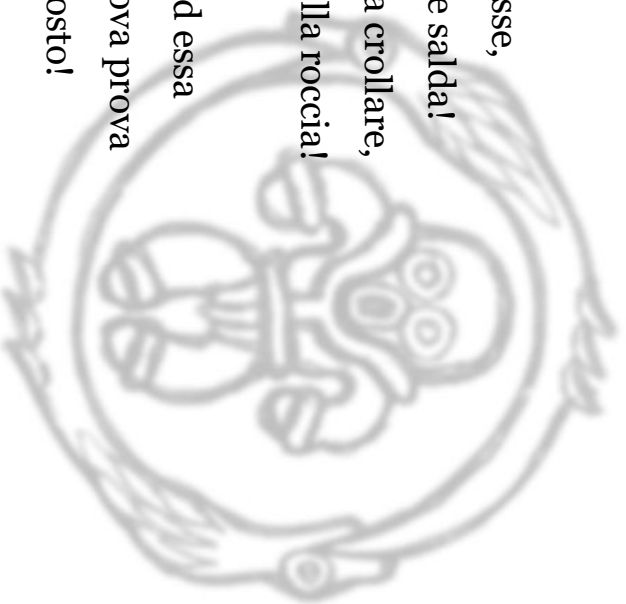 sse,
e salda!
a crollare,
lla roccia!
d essa
ova prova
osto!